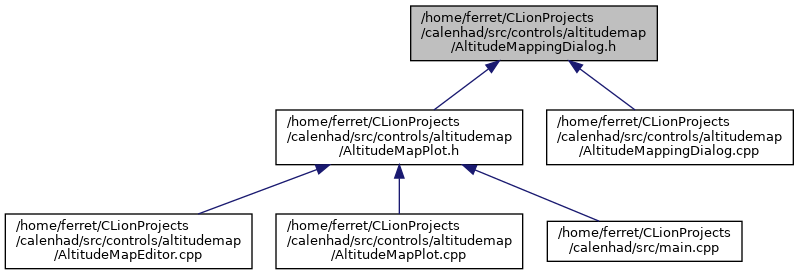 /home/ferret/CLionProjects
/calenhad/src/controls/altitudemap
/AltitudeMappingDialog.h
/home/ferret/CLionProjects
/calenhad/src/controls/altitudemap
/AltitudeMapPlot.h
/home/ferret/CLionProjects
/calenhad/src/controls/altitudemap
/AltitudeMappingDialog.cpp
/home/ferret/CLionProjects
/calenhad/src/controls/altitudemap
/AltitudeMapEditor.cpp
/home/ferret/CLionProjects
/calenhad/src/controls/altitudemap
/AltitudeMapPlot.cpp
/home/ferret/CLionProjects
/calenhad/src/main.cpp